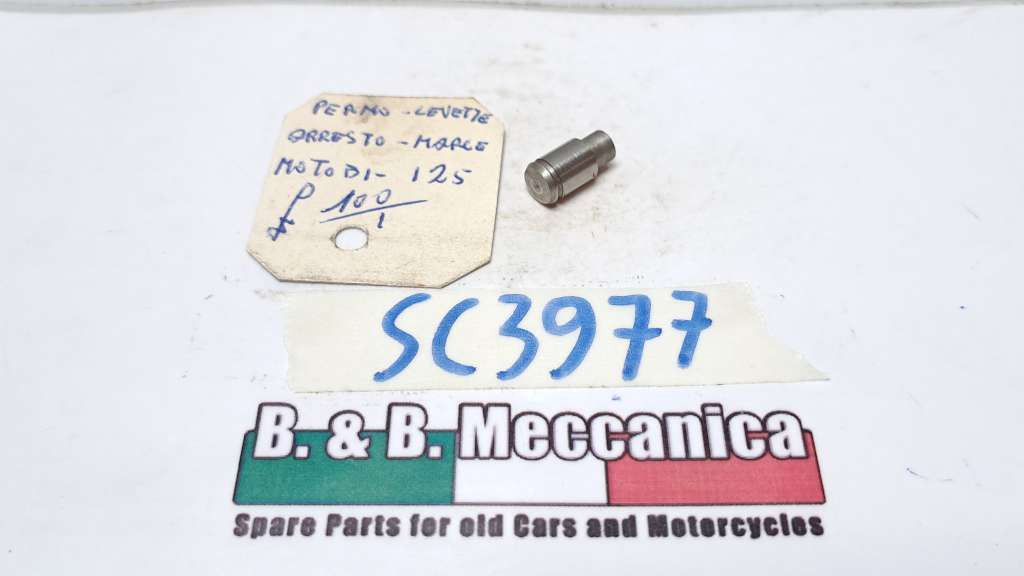 PERNO - LEVETTE
ARRESTO - MARCE
MOTOBI - 125
£ 100/1
SC3977
B. & B. Meccanica
Spare Parts for old Cars and Motorcycles